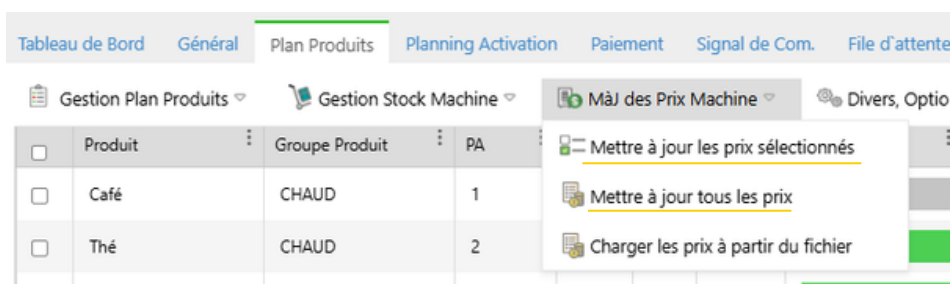 Tableau de Bord Général Plan Produits Planning Activation Paiement Signal de Com. File d`attente
Gestion Plan Produits Gestion Stock Machine MàJ des Prix Machine Divers, Optio
Produit Groupe Produit PA
Mettre à jour les prix sélectionnés
Café CHAUD 1
Mettre à jour tous les prix
Thé CHAUD 2
Charger les prix à partir du fichier